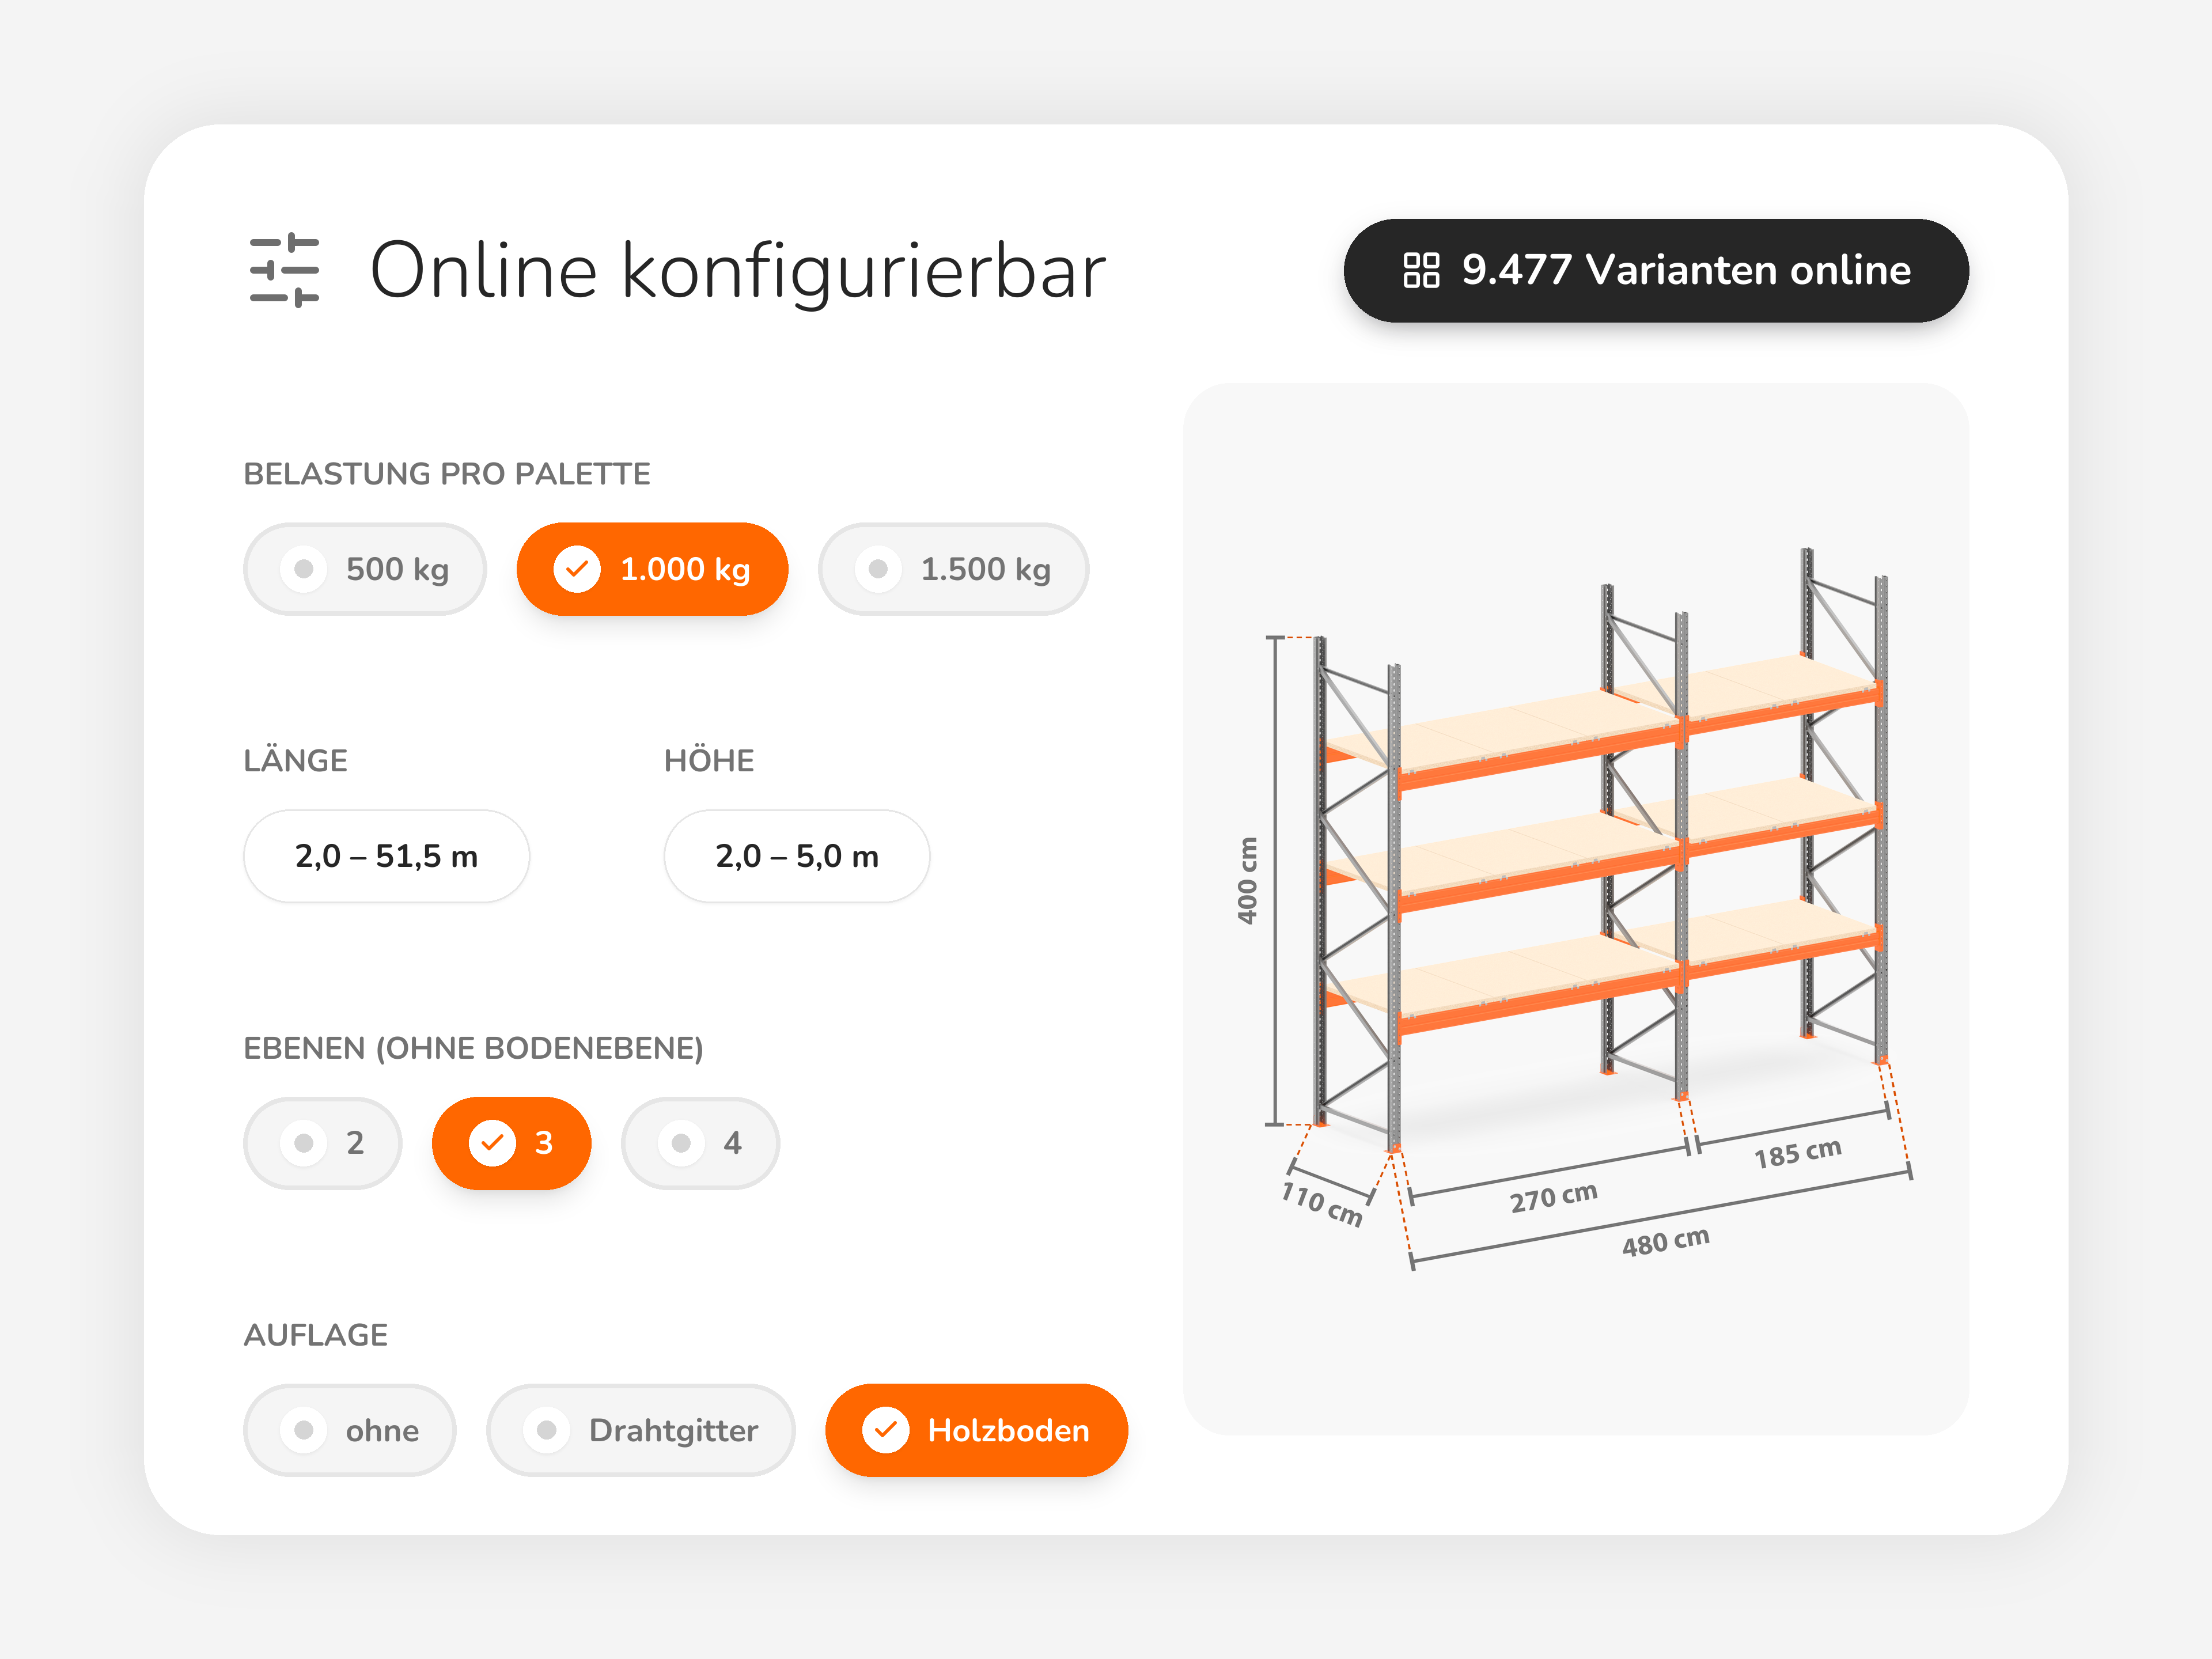 Online konfigurierbar
9.477 Varianten online
BELASTUNG PRO PALETTE
500 kg
1.000 kg
1.500 kg
LÄNGE
HÖHE
2,0 – 51,5 m
2,0 – 5,0 m
EBENEN (OHNE BODENEBENE)
2
3
4
AUFLAGE
ohne
Drahtgitter
Holzboden
400 cm
110 cm
270 cm
185 cm
480 cm